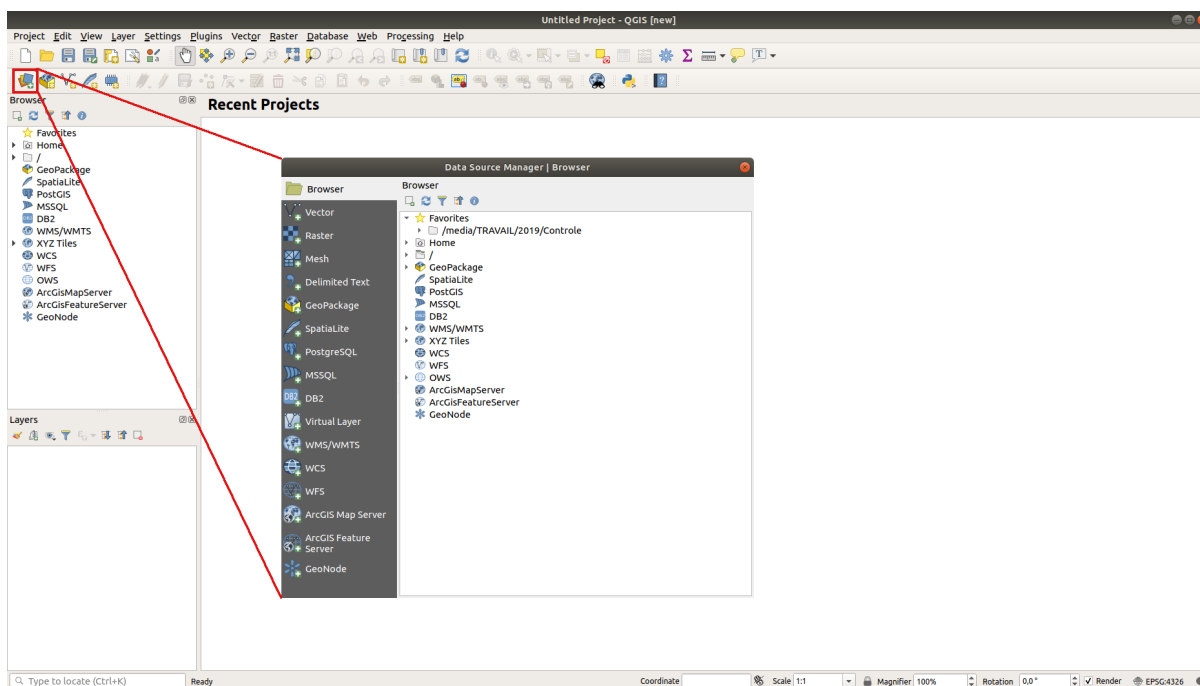 Untitled Project - QGIS [new]
Project Edit View Layer Settings Plugins Vector Raster Database Web Processing Help
Browser
Recent Projects
Favorites
Home
/
GeoPackage
SpatiaLite
PostGIS
MSSQL
DB2
WMS/WMTS
XYZ Tiles
WCS
WFS
OWS
ArcGisMapServer
ArcGisFeatureServer
GeoNode
Layers
Data Source Manager | Browser
Browser
Vector
Raster
Mesh
Delimited Text
GeoPackage
SpatiaLite
PostgreSQL
MSSQL
DB2
DB2
Virtual Layer
WMS/WMTS
WCS
WFS
ArcGIS Map Server
ArcGIS Feature
Server
GeoNode
Browser
Favorites
/media/TRAVAIL/2019/Controle
Home
/
GeoPackage
SpatiaLite
PostGIS
MSSQL
DB2
WMS/WMTS
XYZ Tiles
WCS
WFS
OWS
ArcGisMapServer
ArcGisFeatureServer
GeoNode
Type to locate (Ctrl+K) Ready Coordinate Scale 1:1 Magnifier 100% Rotation 0,0 ° Render EPSG:4326